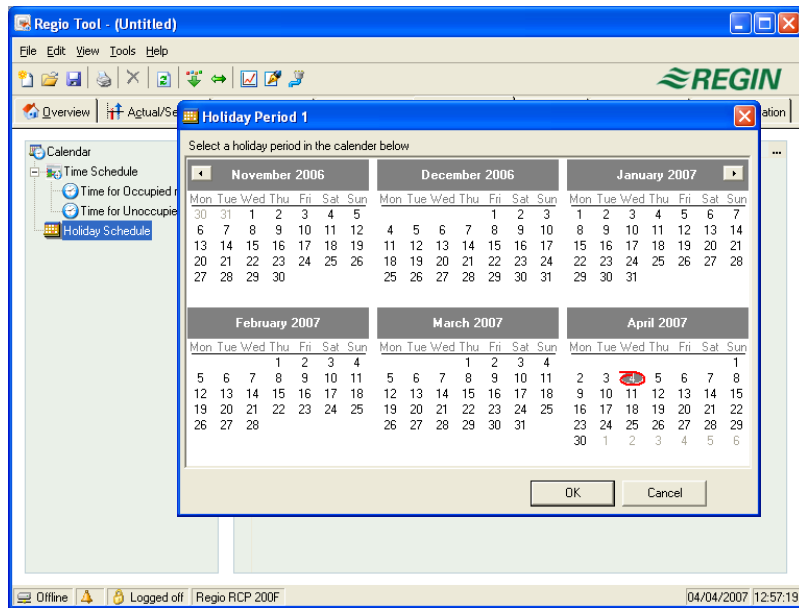 Regio Tool - (Untitled)
File Edit View Tools Help
REGIN
Overview Actual/Se ation
Holiday Period 1
Select a holiday period in the calender below
...
Calendar
Time Schedule
Time for Occupied
Time for Unoccupie
Holiday Schedule
November 2006 December 2006 January 2007
Mon Tue Wed Thu Fri Sat Sun Mon Tue Wed Thu Fri Sat Sun Mon Tue Wed Thu Fri Sat Sun
30 31 1 2 3 4 5 1 2 3 1 2 3 4 5 6 7
6 7 8 9 10 11 12 4 5 6 7 8 9 10 8 9 10 11 12 13 14
13 14 15 16 17 18 19 11 12 13 14 15 16 17 15 16 17 18 19 20 21
20 21 22 23 24 25 26 18 19 20 21 22 23 24 22 23 24 25 26 27 28
27 28 29 30 25 26 27 28 29 30 31 29 30 31
February 2007 March 2007 April 2007
Mon Tue Wed Thu Fri Sat Sun Mon Tue Wed Thu Fri Sat Sun Mon Tue Wed Thu Fri Sat Sun
1 2 3 4 1 2 3 4 1
5 6 7 8 9 10 11 5 6 7 8 9 10 11 2 3 4 5 6 7 8
12 13 14 15 16 17 18 12 13 14 15 16 17 18 9 10 11 12 13 14 15
19 20 21 22 23 24 25 19 20 21 22 23 24 25 16 17 18 19 20 21 22
26 27 28 26 27 28 29 30 31 23 24 25 26 27 28 29
30 1 2 3 4 5 6
OK Cancel
Offline Logged off Regio RCP 200F 04/04/2007 12:57:19